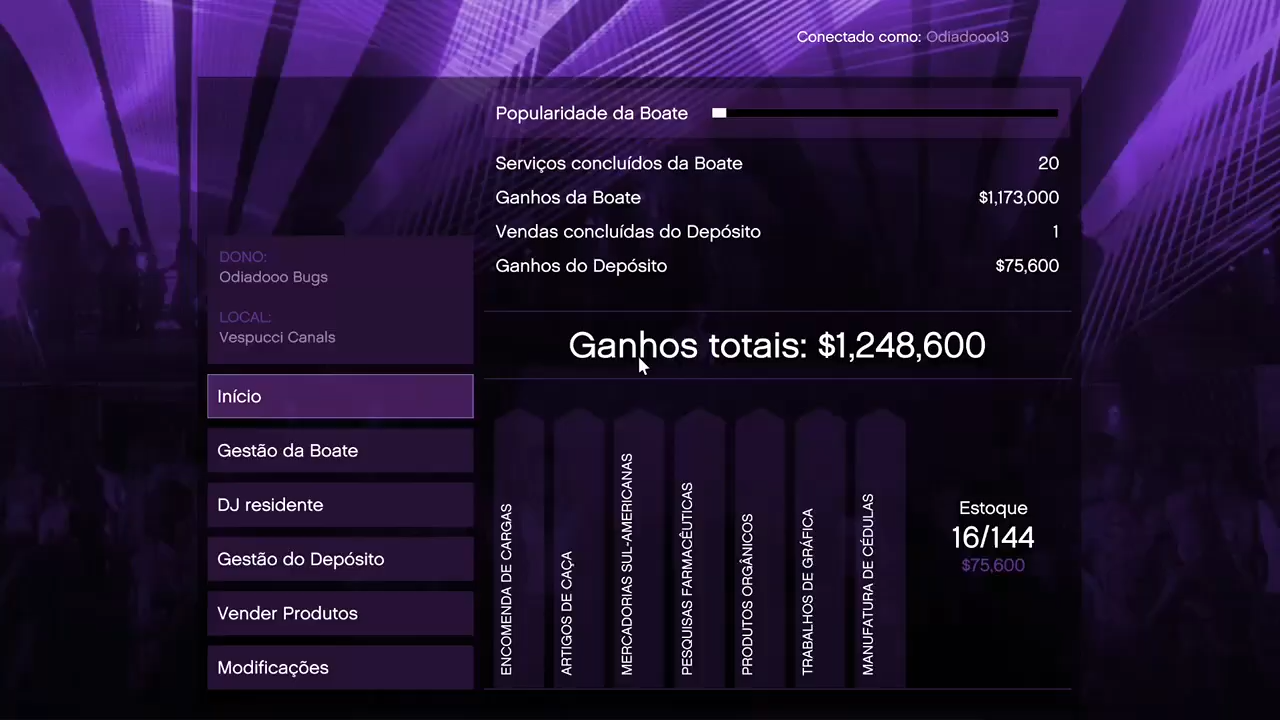 Conectado como: Odiadooo13
Popularidade da Boate
Serviços concluídos da Boate 20
Ganhos da Boate $1,173,000
Vendas concluídas do Depósito 1
Ganhos do Depósito $75,600
DONO:
Odiadooo Bugs
LOCAL:
Vespucci Canals
Ganhos totais: $1,248,600
Início
Gestão da Boate
DJ residente
Gestão do Depósito
Vender Produtos
Modificações
ENCOMENDA DE CARGAS
ARTIGOS DE CAÇA
MERCADORIAS SUL-AMERICANAS
PESQUISAS FARMACÊUTICAS
PRODUTOS ORGÂNICOS
TRABALHOS DE GRÁFICA
MANUFATURA DE CÉDULAS
Estoque
16/144
$75,600